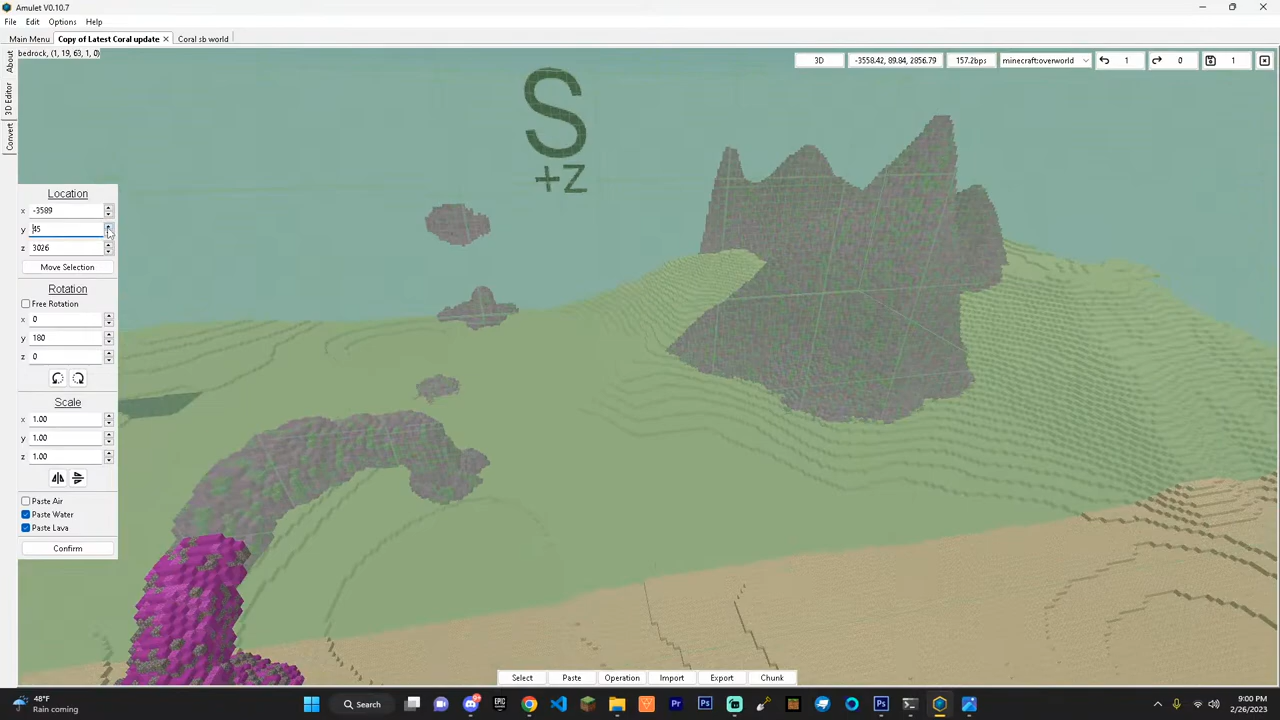 Amulet V0.10.7
File Edit Options Help
Main Menu Copy of Latest Coral update Coral sb world
bedrock, (1, 19, 63, 1, 0)
3D -3558.42, 89.84, 2856.79 157.2bps minecraft:overworld 1 0 1
About
3D Editor
Convert
S
+Z
Location
x -3589
y 45
z 3026
Move Selection
Rotation
Free Rotation
x 0
y 180
z 0
Scale
x 1.00
y 1.00
z 1.00
Paste Air
Paste Water
Paste Lava
Confirm
Select Paste Operation Import Export Chunk
48°F
Rain coming
Search
9:00 PM
2/26/2023